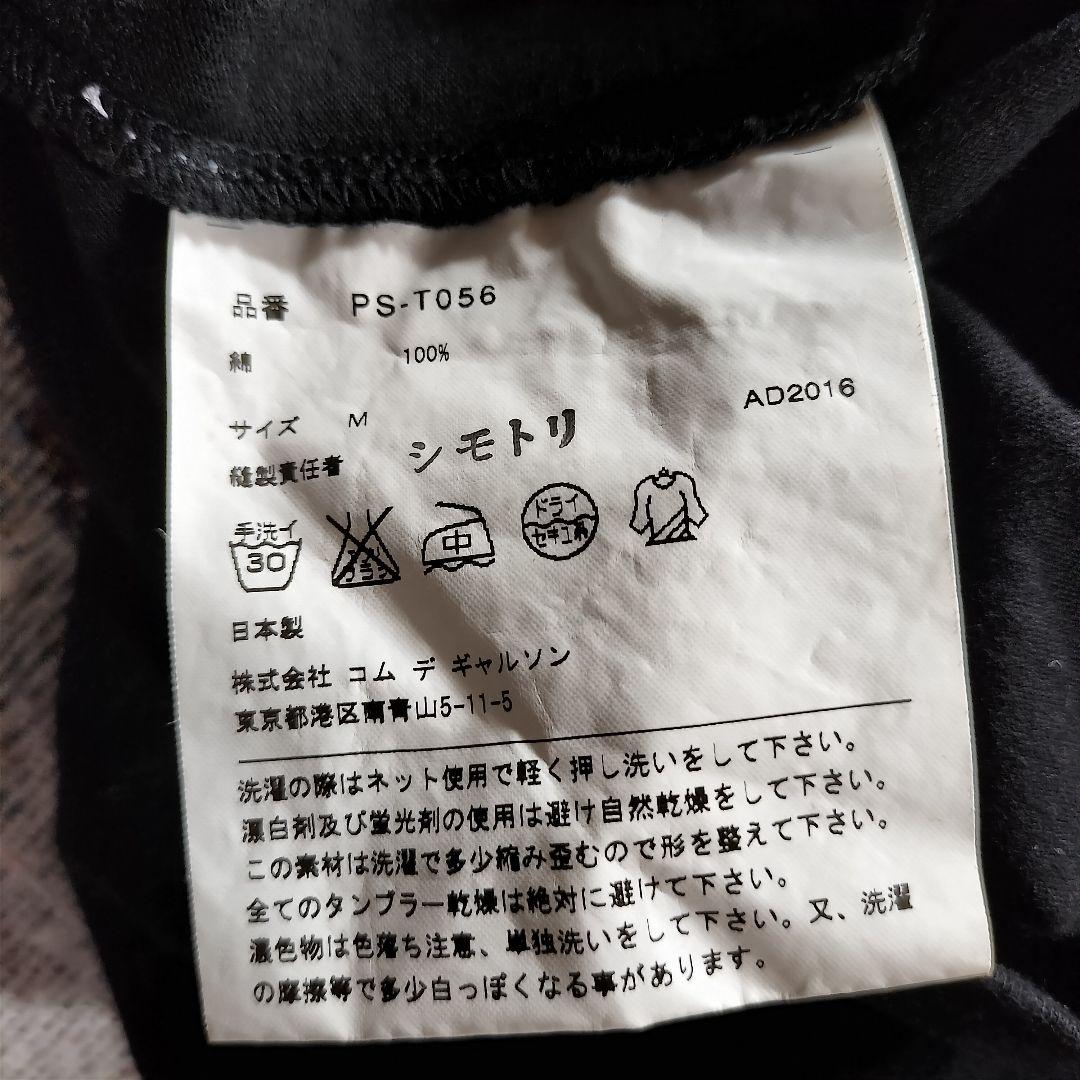 品番 PS-T056
綿 100%
AD2016
サイズ M
縫製責任者 シモトリ
手洗イ 30
エンソサラシ
中
ドライ
セキユ系
日本製
株式会社 コム デ ギャルソン
東京都港区南青山5-11-5
洗濯の際はネット使用で軽く押し洗いをして下さい。
漂白剤及び蛍光剤の使用は避け自然乾燥をして下さい。
この素材は洗濯で多少縮み歪むので形を整えて下さい。
全てのタンブラー乾燥は絶対に避けて下さい。
濃色物は色落ち注意、単独洗いをして下さい。又、洗濯
の摩擦等で多少白っぽくなる事があります。